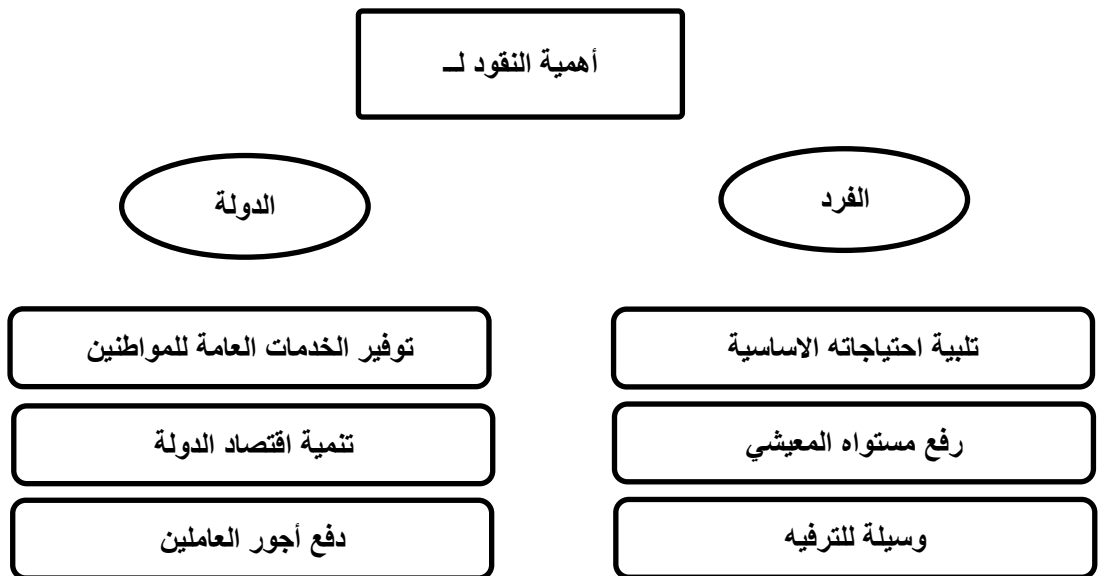 أهمية النقود لـــ
الفرد
الدولة
تلبية احتياجاته الاساسية
توفير الخدمات العامة للمواطنين
رفع مستواه المعيشي
تنمية اقتصاد الدولة
وسيلة للترفيه
دفع أجور العاملين